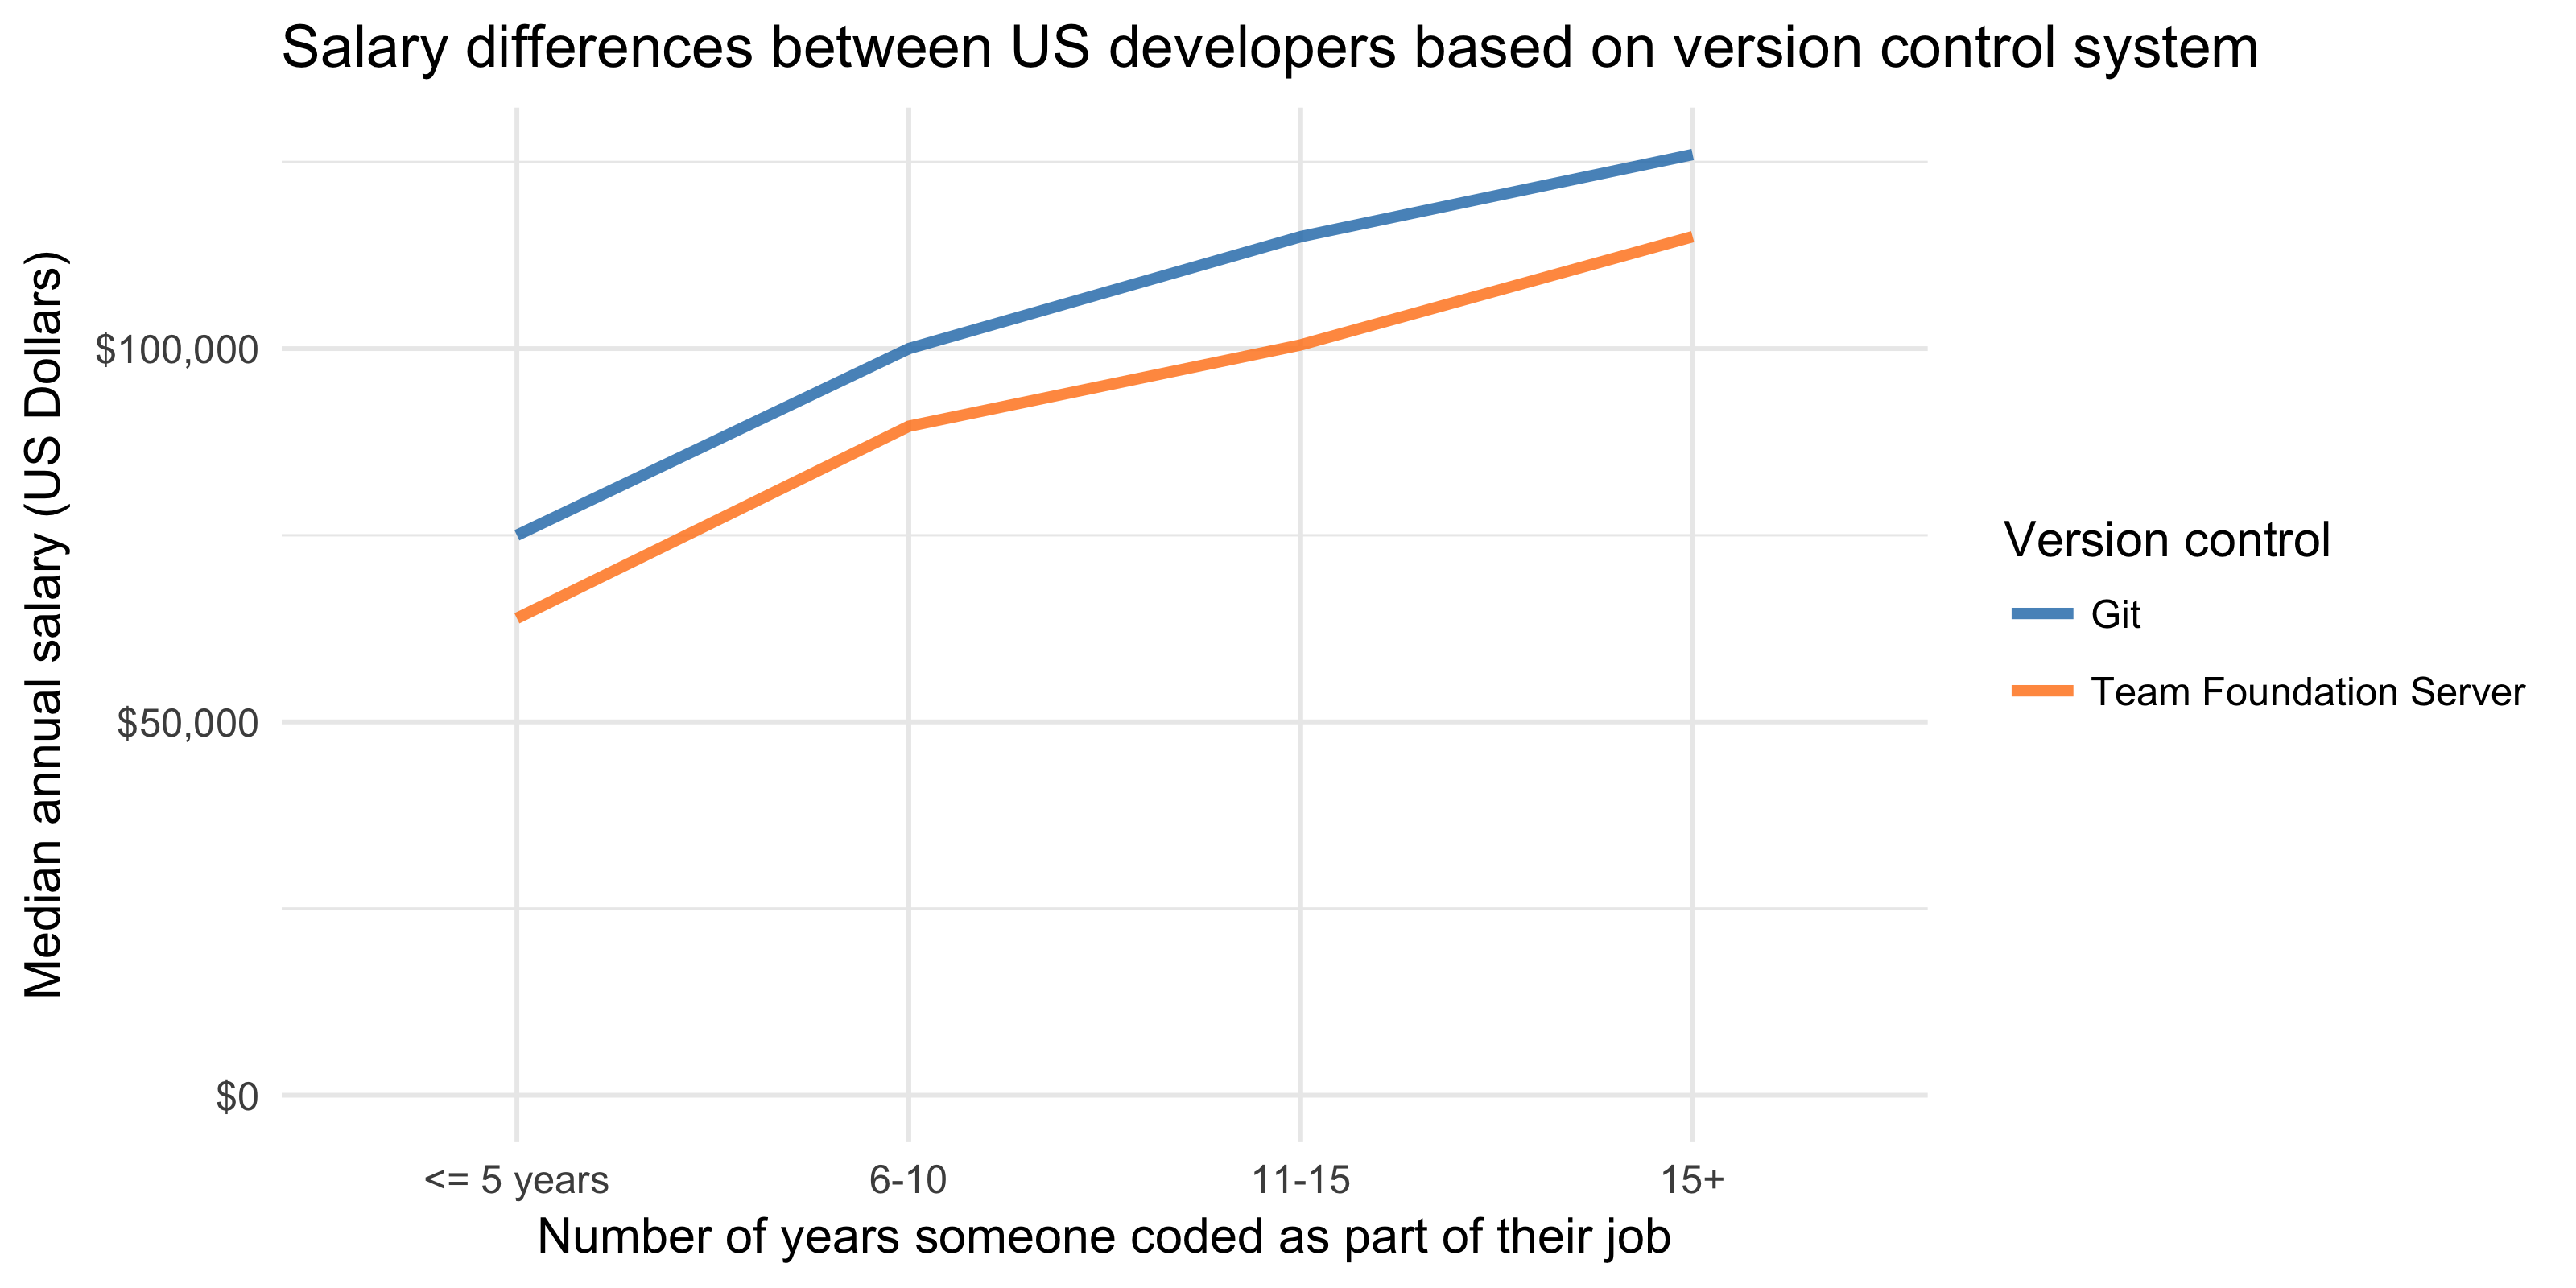 Salary differences between US developers based on version control system
Median annual salary (US Dollars)
$100,000
$50,000
$0
<= 5 years
6-10
11-15
15+
Number of years someone coded as part of their job
Version control
Git
Team Foundation Server